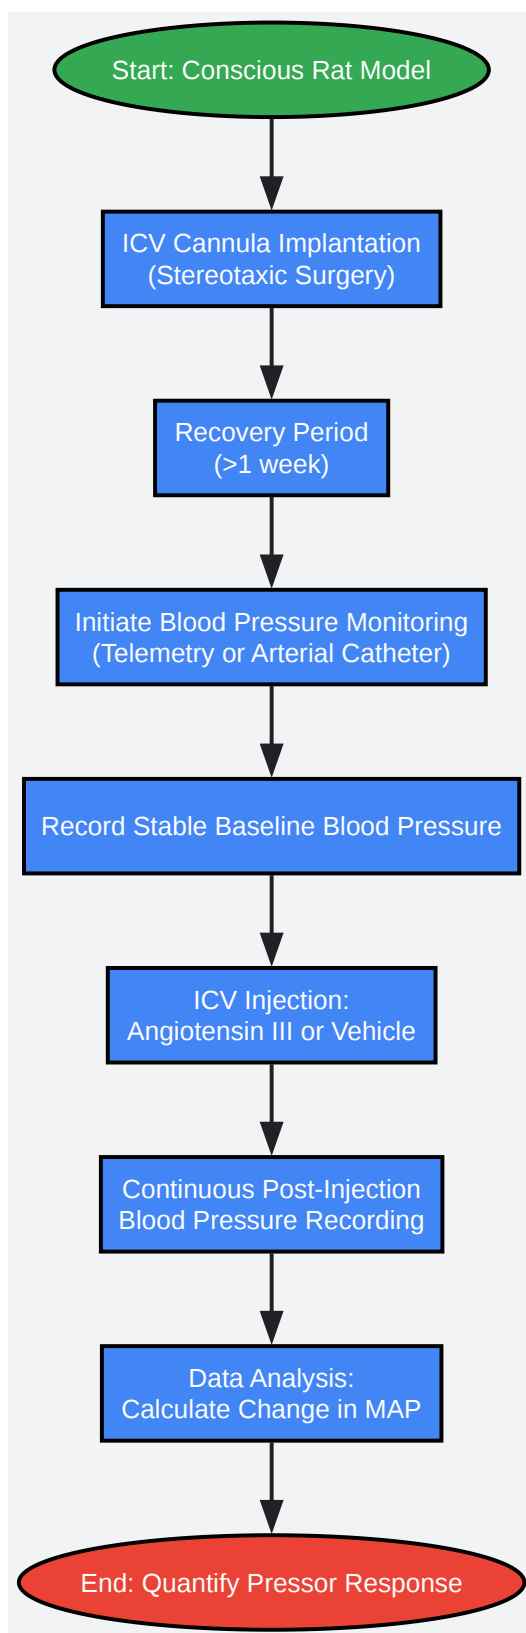 Start: Conscious Rat Model
ICV Cannula Implantation
(Stereotaxic Surgery)
Recovery Period
(>1 week)
Initiate Blood Pressure Monitoring
(Telemetry or Arterial Catheter)
Record Stable Baseline Blood Pressure
ICV Injection:
Angiotensin III or Vehicle
Continuous Post-Injection
Blood Pressure Recording
Data Analysis:
Calculate Change in MAP
End: Quantify Pressor Response